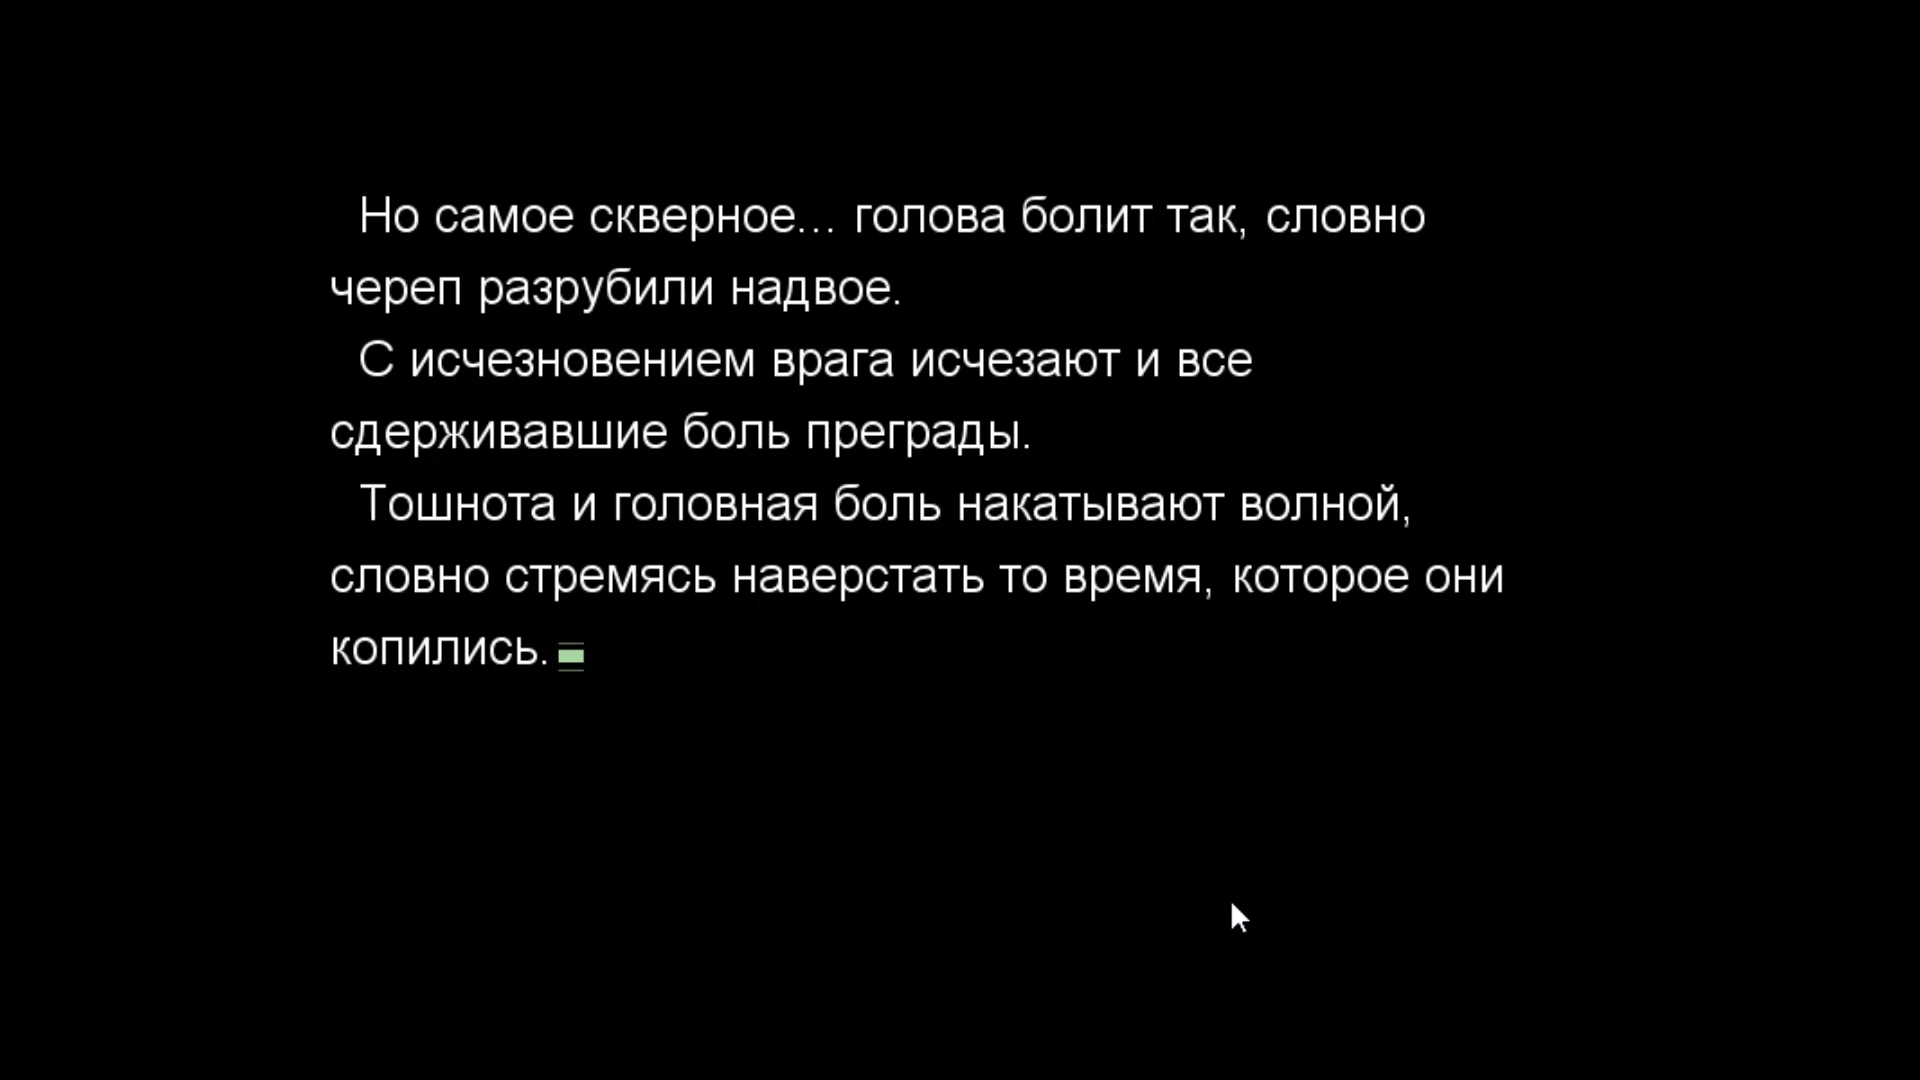 Но самое скверное... голова болит так, словно
череп разрубили надвое.
С исчезновением врага исчезают и все
сдерживавшие боль преграды.
Тошнота и головная боль накатывают волной,
словно стремясь наверстать то время, которое они
копились.